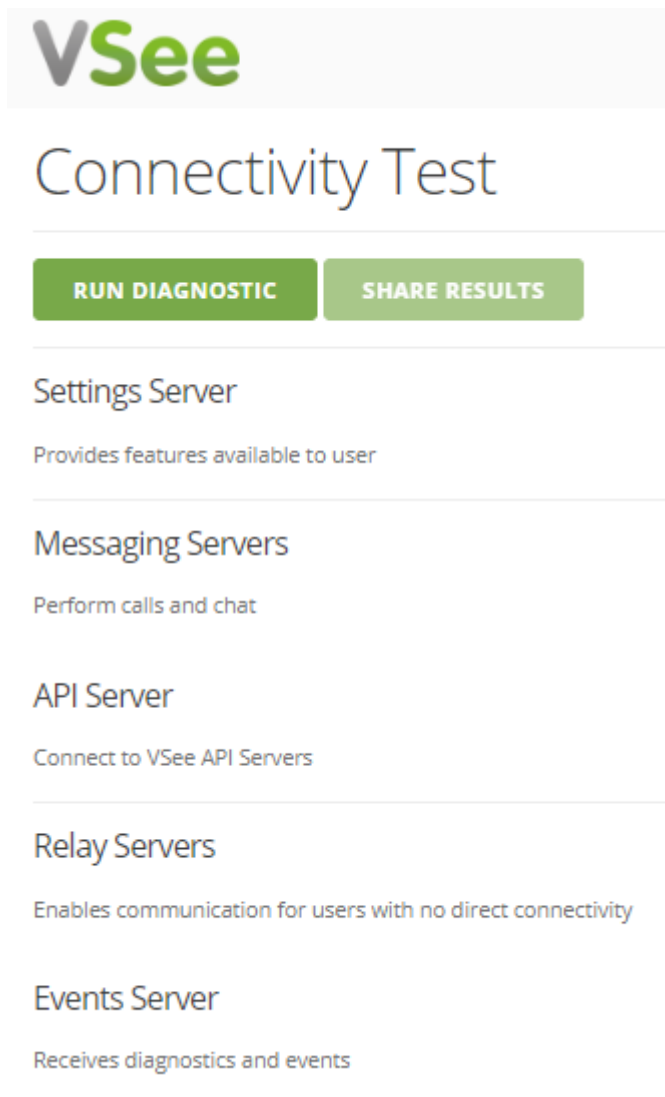 VSee
Connectivity Test
RUN DIAGNOSTIC SHARE RESULTS
Settings Server
Provides features available to user
Messaging Servers
Perform calls and chat
API Server
Connect to VSee API Servers
Relay Servers
Enables communication for users with no direct connectivity
Events Server
Receives diagnostics and events